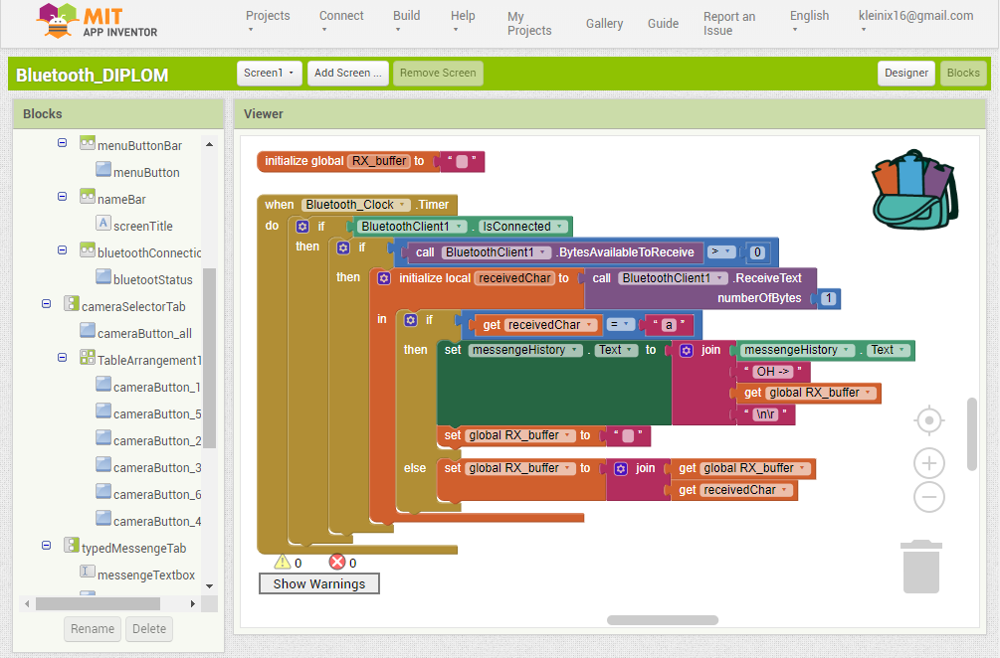 MIT
APP INVENTOR
Projects Connect Build Help My Projects Gallery Guide Report an Issue English kleinix16@gmail.com
Bluetooth_DIPLOM Screen1 Add Screen ... Remove Screen Designer Blocks
Blocks
menuButtonBar
menuButton
nameBar
A screenTitle
bluetoothConnectic
bluetootStatus
cameraSelectorTab
cameraButton_all
TableArrangement1
cameraButton_1
cameraButton_5
cameraButton_2
cameraButton_3
cameraButton_6
cameraButton_4
typedMessengeTab
messengeTextbox
Rename Delete
Viewer
initialize global RX_buffer to “ ”
when Bluetooth_Clock .Timer
do if BluetoothClient1 . IsConnected
then if call BluetoothClient1 .BytesAvailableToReceive > 0
then initialize local receivedChar to call BluetoothClient1 .ReceiveText
numberOfBytes 1
in if get receivedChar = “ a ”
then set messengeHistory . Text to join messengeHistory . Text
“ OH -> ”
get global RX_buffer
“ \n\r ”
set global RX_buffer to “ ”
else set global RX_buffer to join get global RX_buffer
get receivedChar
0 0
Show Warnings